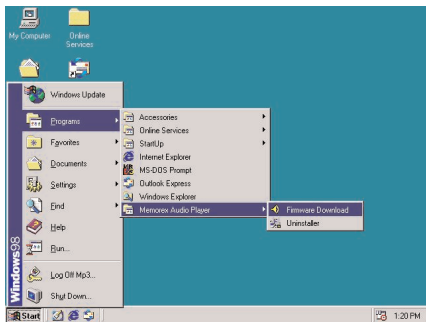 My Computer
Online
Services
Windows Update
Programs
Favorites
Documents
Settings
Find
Help
Run...
Log Off Mp3...
Shut Down...
Windows98
Accessories
Online Services
StartUp
Internet Explorer
MS-DOS Prompt
Outlook Express
Windows Explorer
Memorex Audio Player
Firmware Download
Uninstaller
Start
1:20 PM